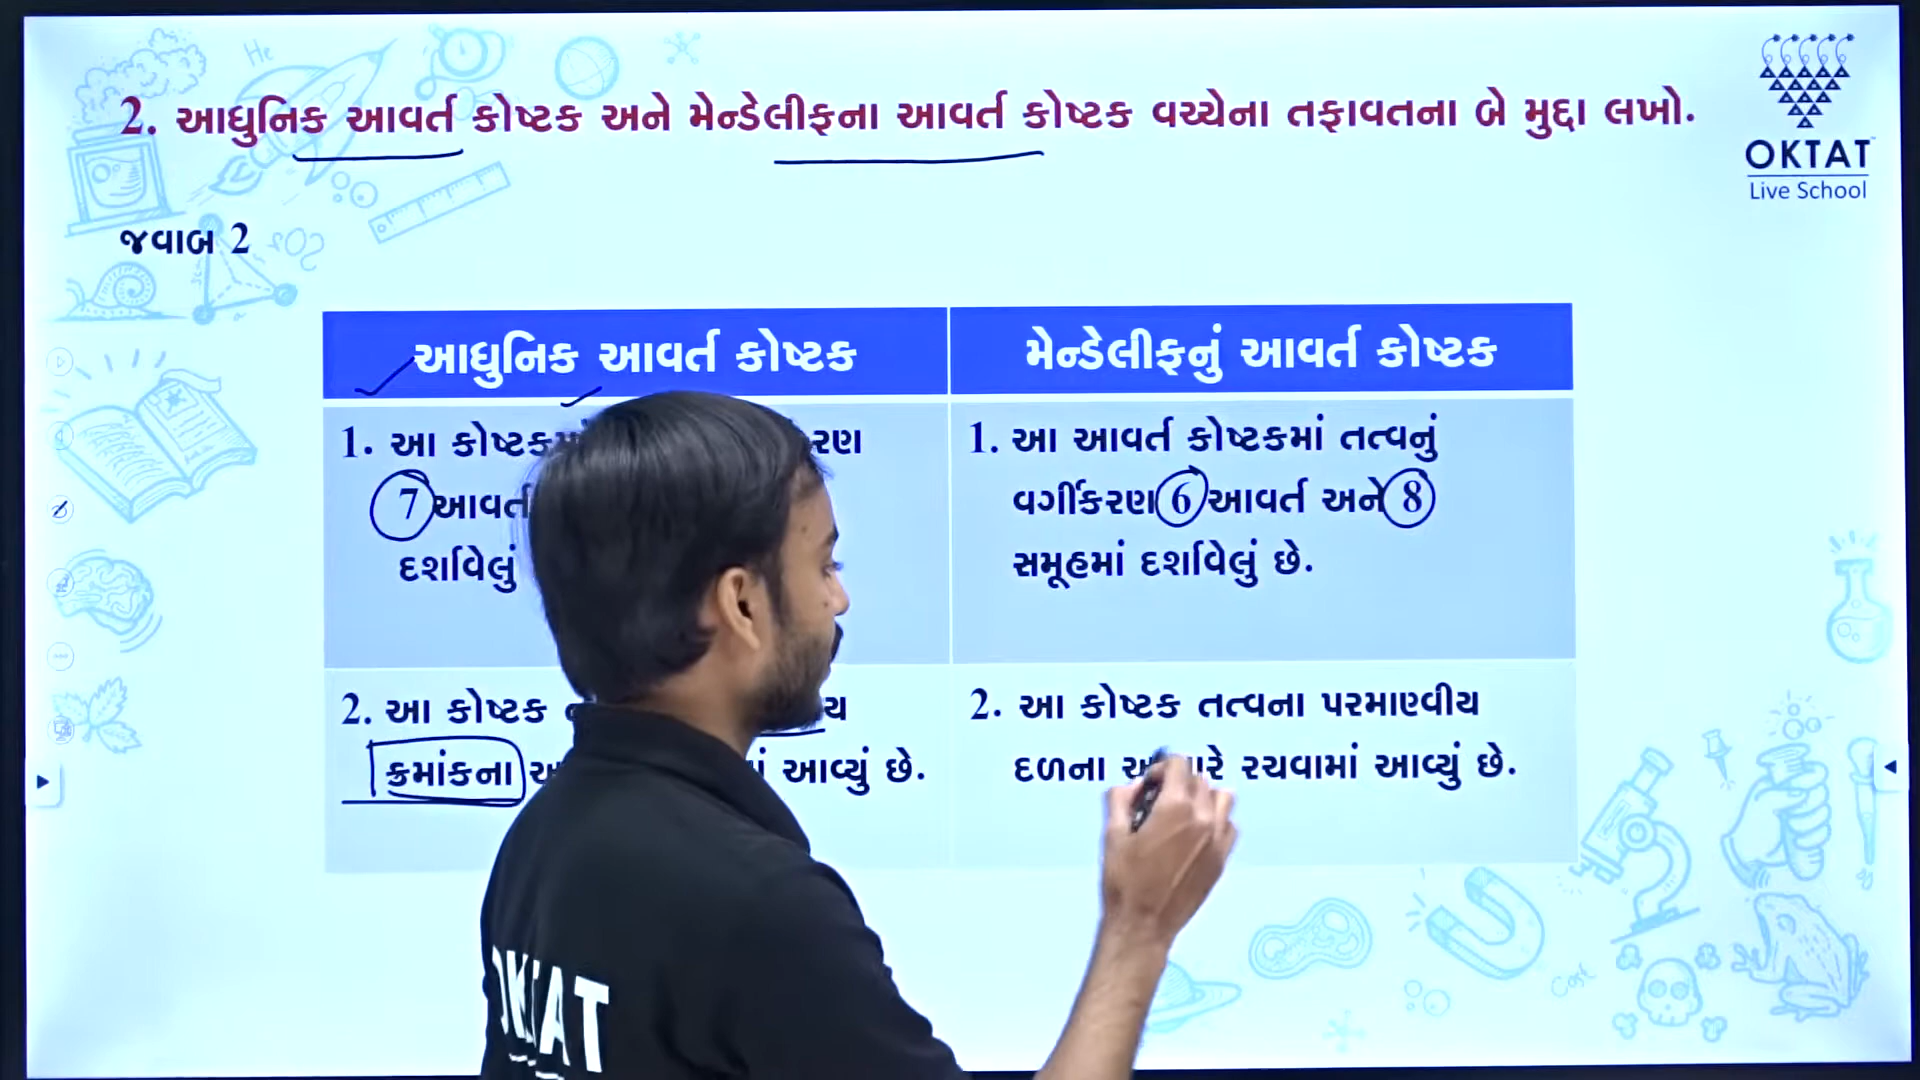 He
2. આધુનિક આવર્ત કોષ્ટક અને મેન્ડેલીફના આવર્ત કોષ્ટક વચ્ચેના તફાવતના બે મુદ્દા લખો.
OKTAT
Live School
જવાબ 2
આધુનિક આવર્ત કોષ્ટક
મેન્ડેલીફનું આવર્ત કોષ્ટક
1. આ કોષ્ટકમાં
7 આવર્ત
દર્શાવેલું
1. આ આવર્ત કોષ્ટકમાં તત્વનું
વર્ગીકરણ 6 આવર્ત અને 8
સમૂહમાં દર્શાવેલું છે.
2. આ કોષ્ટક
ક્રમાંકના આવ્યું છે.
2. આ કોષ્ટક તત્વના પરમાણ્વીય
દળના રચવામાં આવ્યું છે.
OKTAT